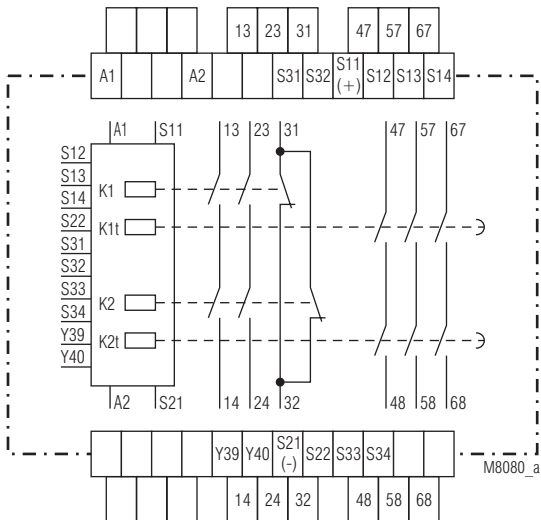 13 23 31 47 57 67
A1 A2 S31 S32 S11 (+) S12 S13 S14
A1 S11 13 23 31 47 57 67
S12
S13
S14
K1
S22
K1t
S31
S32
S33
K2
S34
Y39
K2t
Y40
A2 S21 14 24 32 48 58 68
Y39 Y40 S21 (-) S22 S33 S34
M8080_a
14 24 32 48 58 68